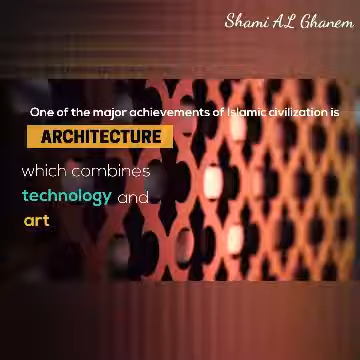 Shami AL Ghanem
One of the major achievements of Islamic civilization is
ARCHITECTURE
which combines
technology and
art